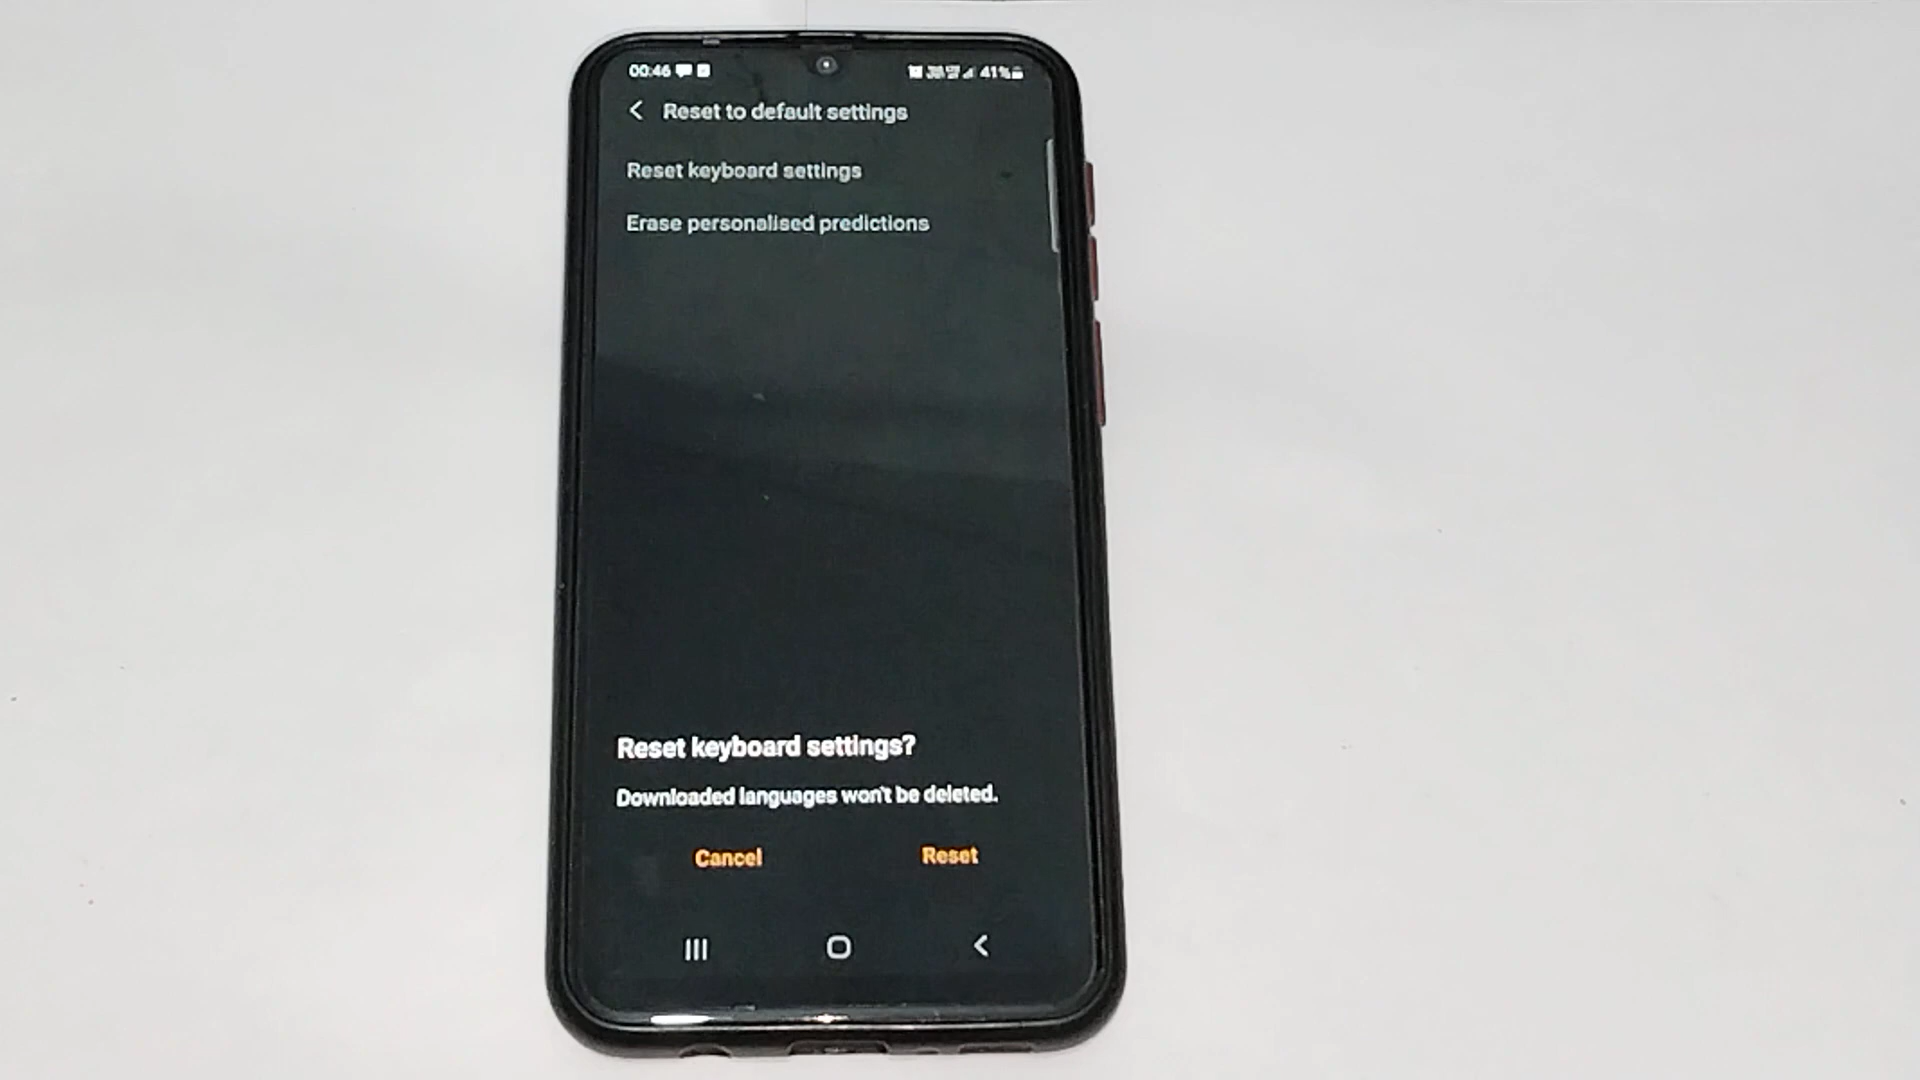 00:46 41%
Reset to default settings
Reset keyboard settings
Erase personalised predictions
Reset keyboard settings?
Downloaded languages won't be deleted.
Cancel Reset